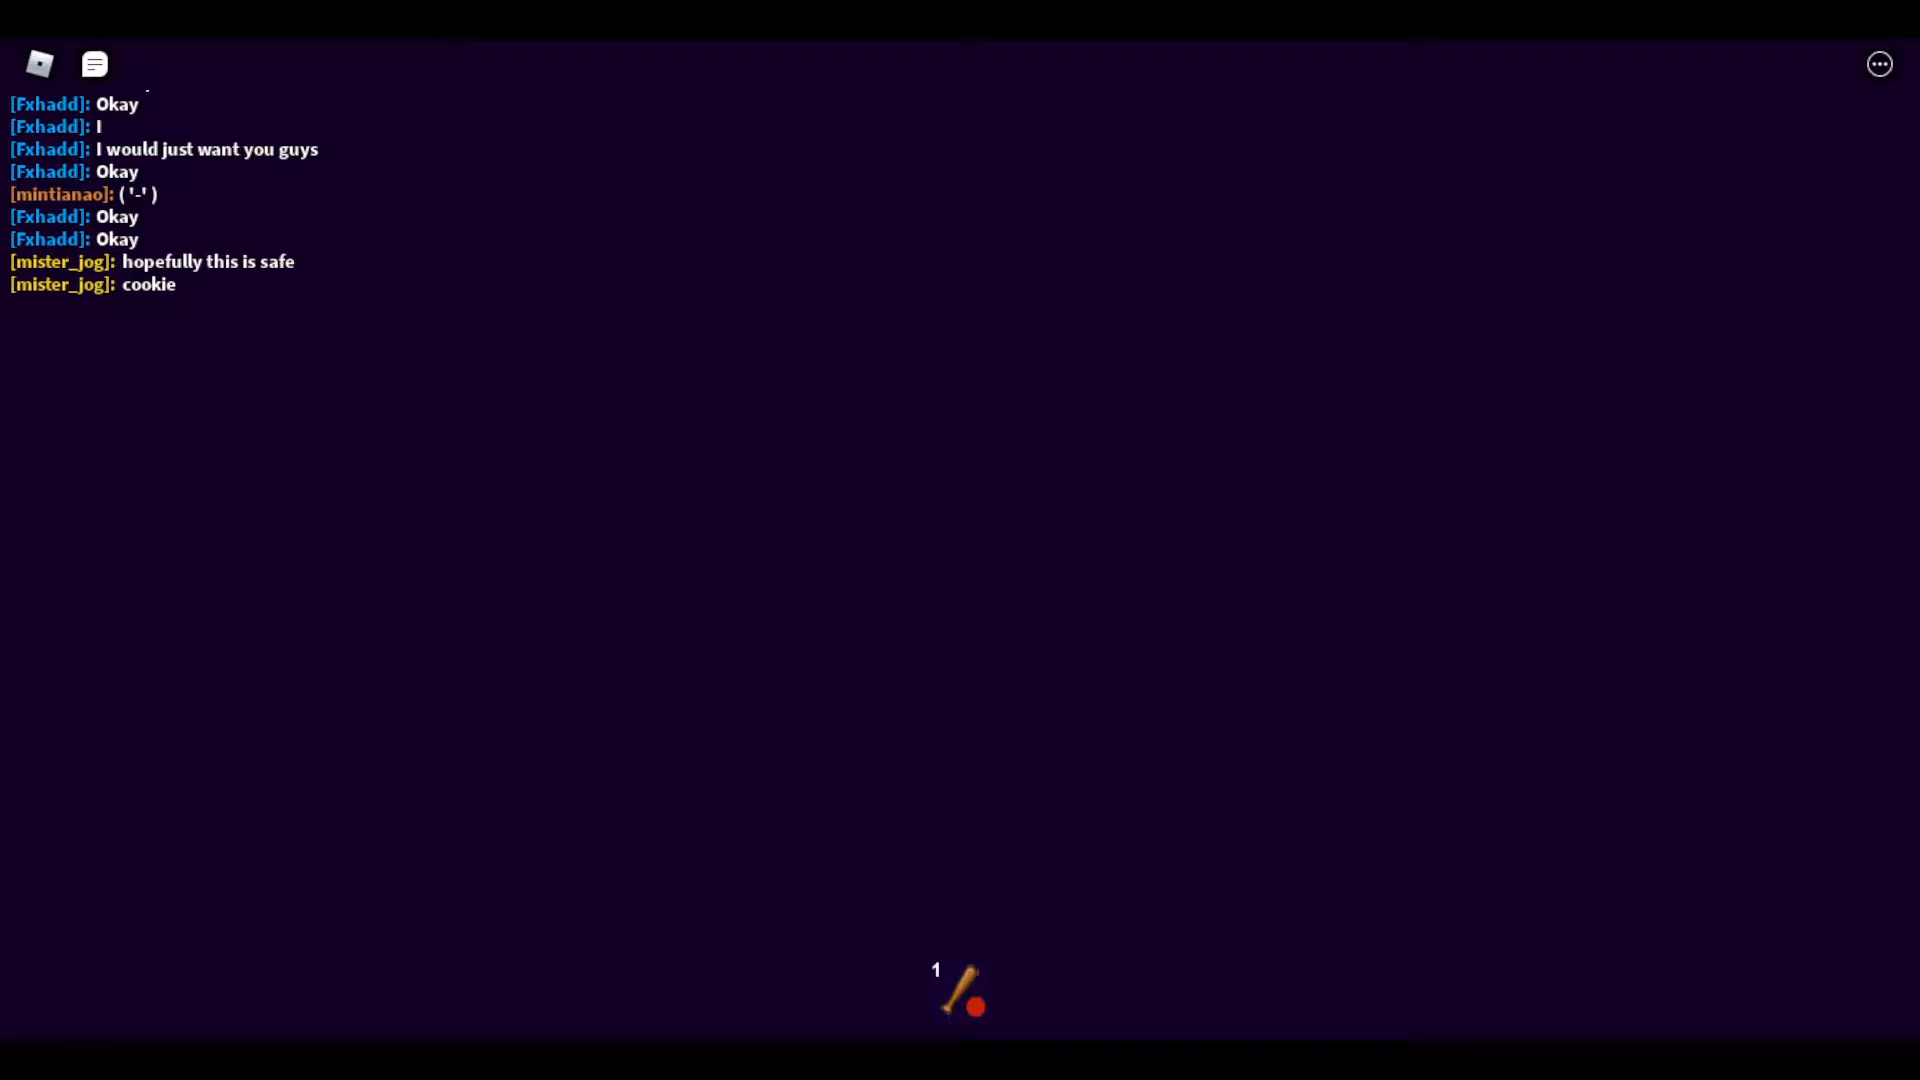 [Fxhadd]: Okay
[Fxhadd]: I
[Fxhadd]: I would just want you guys
[Fxhadd]: Okay
[mintianao]: ( '-' )
[Fxhadd]: Okay
[Fxhadd]: Okay
[mister_jog]: hopefully this is safe
[mister_jog]: cookie
1